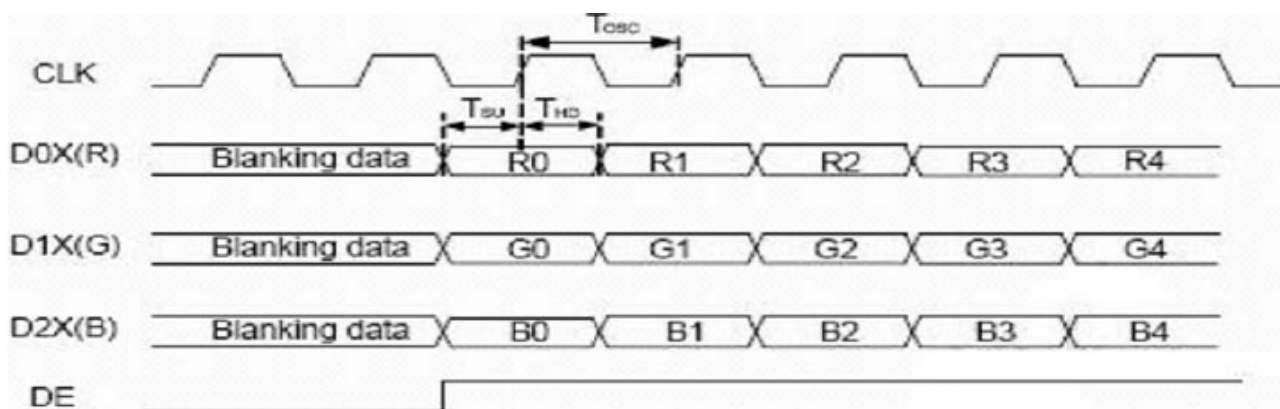 Tosc
CLK
TSU THD
D0X(R) Blanking data R0 R1 R2 R3 R4
D1X(G) Blanking data G0 G1 G2 G3 G4
D2X(B) Blanking data B0 B1 B2 B3 B4
DE